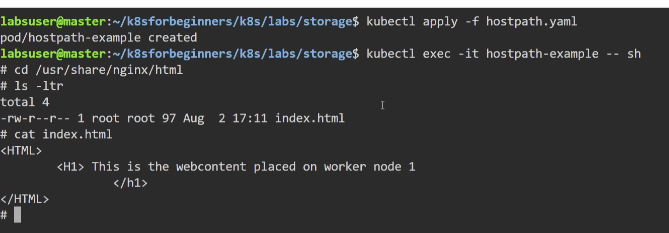 labsuser@master:~/k8sforbeginners/k8s/labs/storage$ kubectl apply -f hostpath.yaml
pod/hostpath-example created
labsuser@master:~/k8sforbeginners/k8s/labs/storage$ kubectl exec -it hostpath-example -- sh
# cd /usr/share/nginx/html
# ls -ltr
total 4
-rw-r--r-- 1 root root 97 Aug  2 17:11 index.html
# cat index.html
<HTML>
        <H1> This is the webcontent placed on worker node 1
                </h1>
</HTML>
#